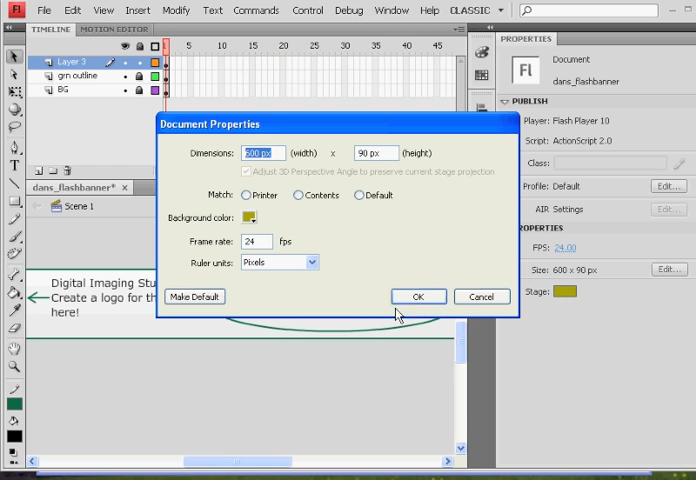 Fl File Edit View Insert Modify Text Commands Control Debug Window Help CLASSIC
TIMELINE MOTION EDITOR
PROPERTIES
1 5 10 15 20 25 30 35 40 45
Layer 3
grn outline
BG
Fl Document
dans_flashbanner
PUBLISH
Player: Flash Player 10
Script: ActionScript 2.0
Class:
Profile: Default Edit...
AIR Settings Edit...
ROPERTIES
FPS: 24.00
Size: 600 x 90 px Edit...
Stage:
Document Properties
Dimensions: 600 px (width) x 90 px (height)
Adjust 3D Perspective Angle to preserve current stage projection
Match: Printer Contents Default
Background color:
Frame rate: 24 fps
Ruler units: Pixels
Make Default OK Cancel
dans_flashbanner* ×
Scene 1
Digital Imaging Stu
Create a logo for th
here!